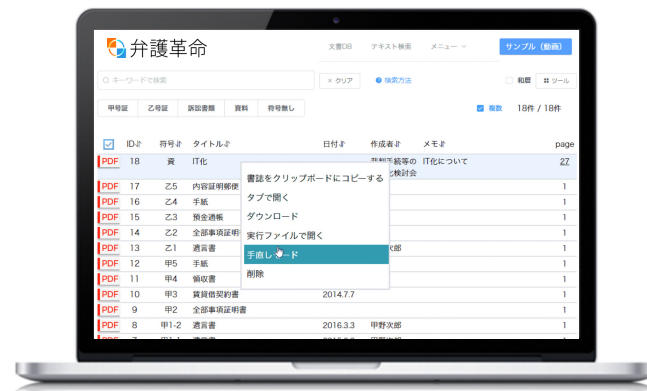 弁護革命
文書DB テキスト検索 メニュー サンプル（動画）
キーワードで検索 × クリア 検索方法 和暦 ツール
甲号証 乙号証 訴訟書類 資料 符号無し 複数 18件 / 18件
ID 符号 タイトル 日付 作成者 メモ page
PDF 18 資 IT化 IT化について 27
書誌をクリップボードにコピーする
PDF 17 乙5 内容証明郵便 1
タブで開く
PDF 16 乙4 手紙 1
ダウンロード
PDF 15 乙3 預金通帳 1
実行ファイルで開く
PDF 14 乙2 全部事項証明 1
手直しモード
PDF 13 乙1 遺言書 次郎 1
削除
PDF 12 甲5 手紙 1
PDF 11 甲4 領収書 1
PDF 10 甲3 賃貸借契約書 2014.7.7 1
PDF 9 甲2 全部事項証明書 1
PDF 8 甲1-2 遺言書 2016.3.3 甲野次郎 1